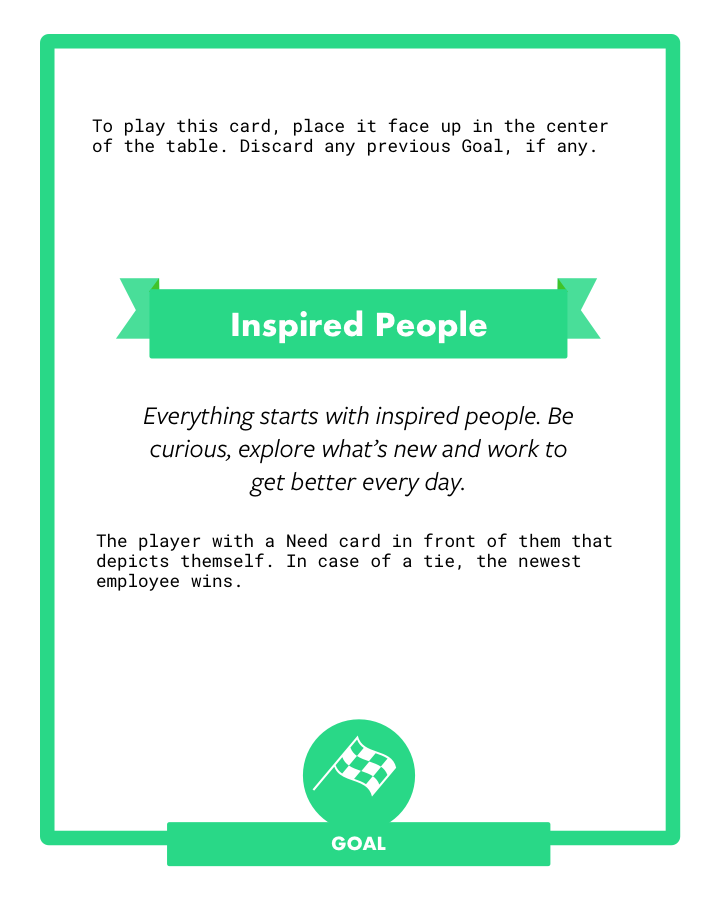 To play this card, place it face up in the center
of the table. Discard any previous Goal, if any.
Inspired People
Everything starts with inspired people. Be
curious, explore what’s new and work to
get better every day.
The player with a Need card in front of them that
depicts themself. In case of a tie, the newest
employee wins.
GOAL